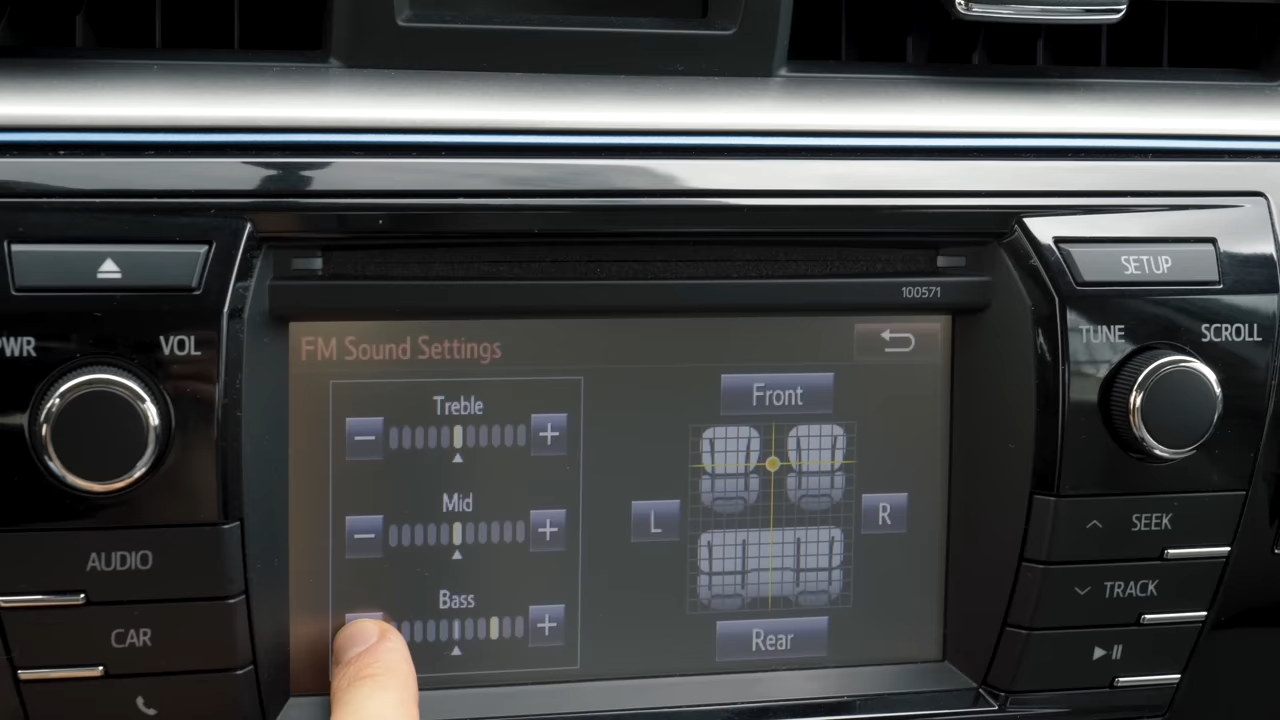 SETUP
100571
PWR VOL
TUNE SCROLL
FM Sound Settings
Treble
− +
Mid
− +
Bass
+
Front
L R
Rear
AUDIO
CAR
SEEK
TRACK